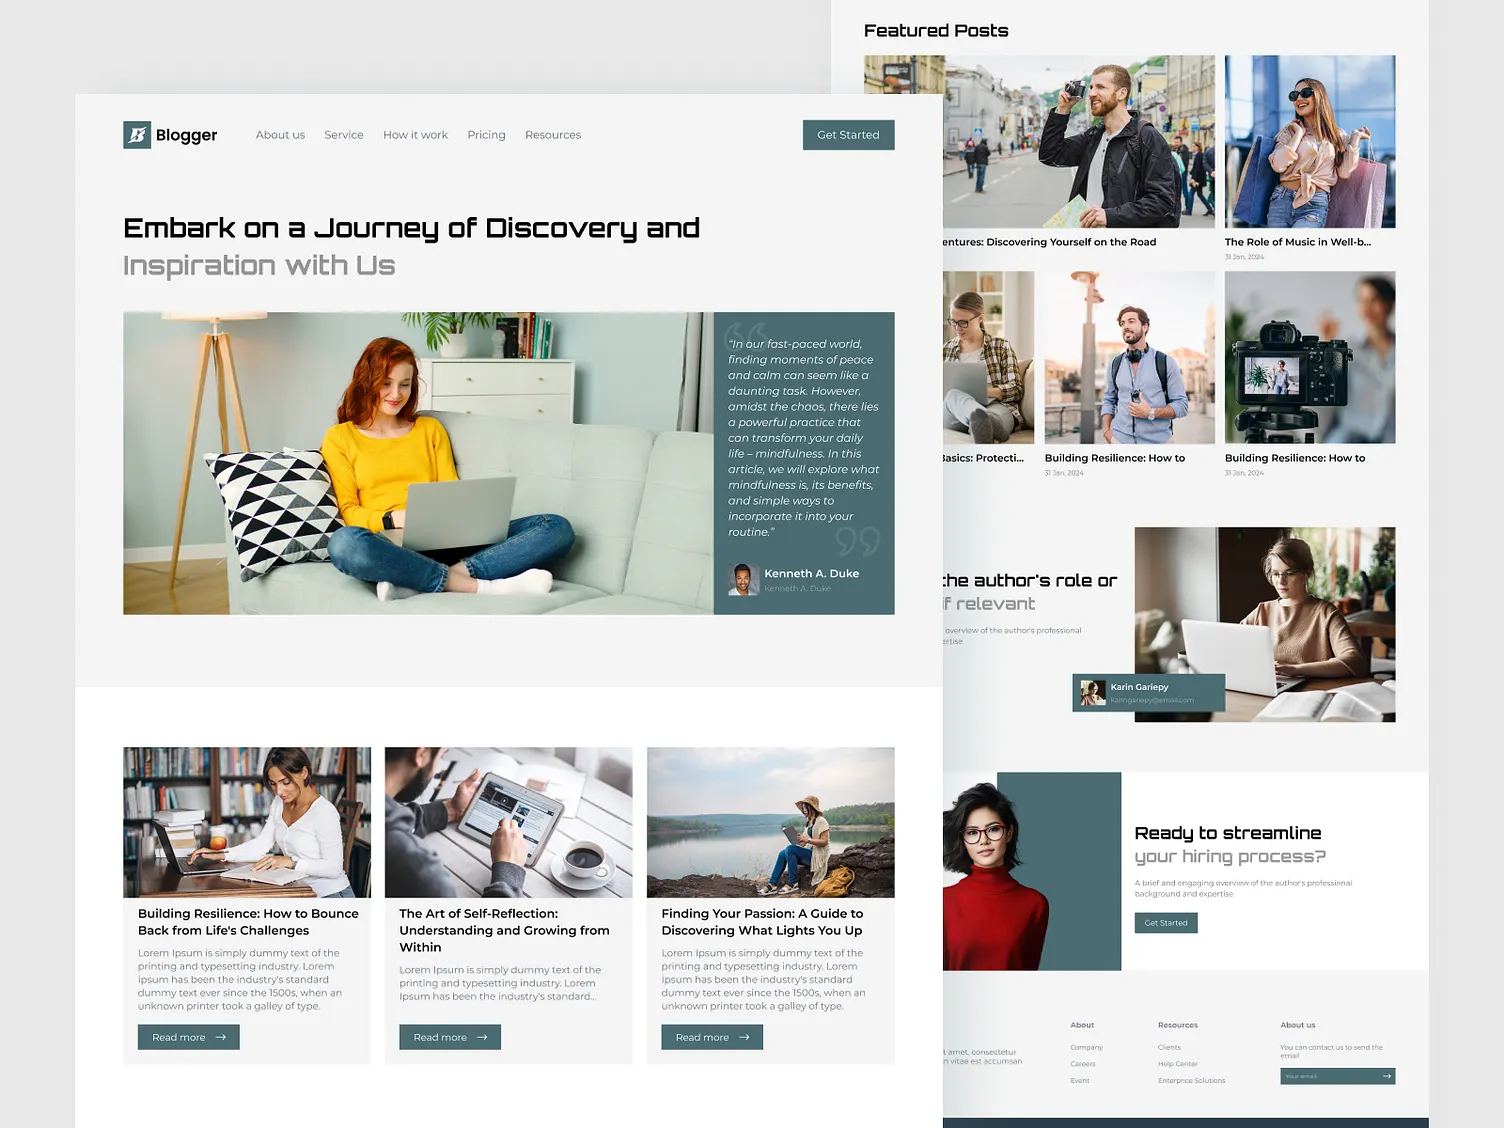 Blogger
About us Service How it work Pricing Resources
Get Started
Embark on a Journey of Discovery and
Inspiration with Us
“In our fast-paced world,
finding moments of peace
and calm can seem like a
daunting task. However,
amidst the chaos, there lies
a powerful practice that
can transform your daily
life – mindfulness. In this
article, we will explore what
mindfulness is, its benefits,
and simple ways to
incorporate it into your
routine.”
Kenneth A. Duke
Kenneth A. Duke
Building Resilience: How to Bounce
Back from Life's Challenges
Lorem Ipsum is simply dummy text of the
printing and typesetting industry. Lorem
ipsum has been the industry's standard
dummy text ever since the 1500s, when an
unknown printer took a galley of type.
Read more
The Art of Self-Reflection:
Understanding and Growing from
Within
Lorem Ipsum is simply dummy text of the
printing and typesetting industry. Lorem
Ipsum has been the industry's standard...
Read more
Finding Your Passion: A Guide to
Discovering What Lights You Up
Lorem Ipsum is simply dummy text of the
printing and typesetting industry. Lorem
ipsum has been the industry's standard
dummy text ever since the 1500s, when an
unknown printer took a galley of type.
Read more
Featured Posts
entures: Discovering Yourself on the Road
The Role of Music in Well-b...
31 Jan, 2024
Basics: Protecti...
Building Resilience: How to
31 Jan, 2024
Building Resilience: How to
31 Jan, 2024
the author's role or
if relevant
overview of the author's professional
ertise.
Karin Gariepy
karingariepy@email.com
Ready to streamline
your hiring process?
A brief and engaging overview of the author's professional
background and expertise.
Get Started
t amet, consectetur
n vitae est accumsan
About
Company
Careers
Event
Resources
Clients
Help Center
Enterprice Solutions
About us
You can contact us to send the
email
Your email